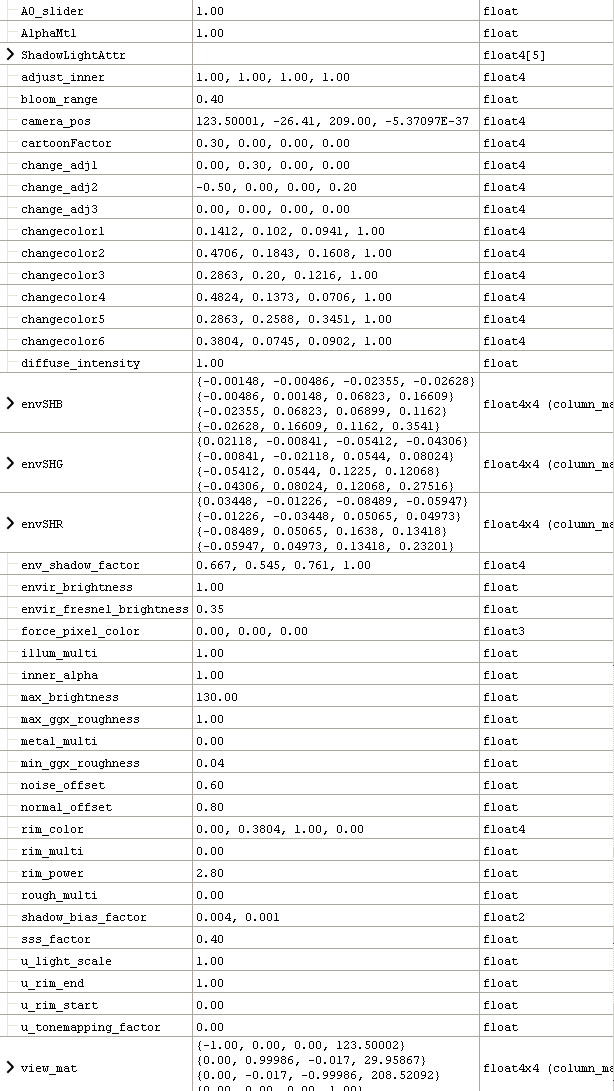 AO_slider 1.00 float
AlphaMtl 1.00 float
ShadowLightAttr float4[5]
adjust_inner 1.00, 1.00, 1.00, 1.00 float4
bloom_range 0.40 float
camera_pos 123.50001, -26.41, 209.00, -5.37097E-37 float4
cartoonFactor 0.30, 0.00, 0.00, 0.00 float4
change_adj1 0.00, 0.30, 0.00, 0.00 float4
change_adj2 -0.50, 0.00, 0.00, 0.20 float4
change_adj3 0.00, 0.00, 0.00, 0.00 float4
changecolor1 0.1412, 0.102, 0.0941, 1.00 float4
changecolor2 0.4706, 0.1843, 0.1608, 1.00 float4
changecolor3 0.2863, 0.20, 0.1216, 1.00 float4
changecolor4 0.4824, 0.1373, 0.0706, 1.00 float4
changecolor5 0.2863, 0.2588, 0.3451, 1.00 float4
changecolor6 0.3804, 0.0745, 0.0902, 1.00 float4
diffuse_intensity 1.00 float
{-0.00148, -0.00486, -0.02355, -0.02628}
{-0.00486, 0.00148, 0.06823, 0.16609}
envSHB float4x4 (column_ma
{-0.02355, 0.06823, 0.06899, 0.1162}
{-0.02628, 0.16609, 0.1162, 0.3541}
{0.02118, -0.00841, -0.05412, -0.04306}
{-0.00841, -0.02118, 0.0544, 0.08024}
envSHG float4x4 (column_ma
{-0.05412, 0.0544, 0.1225, 0.12068}
{-0.04306, 0.08024, 0.12068, 0.27516}
{0.03448, -0.01226, -0.08489, -0.05947}
{-0.01226, -0.03448, 0.05065, 0.04973}
envSHR float4x4 (column_ma
{-0.08489, 0.05065, 0.1638, 0.13418}
{-0.05947, 0.04973, 0.13418, 0.23201}
env_shadow_factor 0.667, 0.545, 0.761, 1.00 float4
envir_brightness 1.00 float
envir_fresnel_brightness 0.35 float
force_pixel_color 0.00, 0.00, 0.00 float3
illum_multi 1.00 float
inner_alpha 1.00 float
max_brightness 130.00 float
max_ggx_roughness 1.00 float
metal_multi 0.00 float
min_ggx_roughness 0.04 float
noise_offset 0.60 float
normal_offset 0.80 float
rim_color 0.00, 0.3804, 1.00, 0.00 float4
rim_multi 0.00 float
rim_power 2.80 float
rough_multi 0.00 float
shadow_bias_factor 0.004, 0.001 float2
sss_factor 0.40 float
u_light_scale 1.00 float
u_rim_end 1.00 float
u_rim_start 0.00 float
u_tonemapping_factor 0.00 float
{-1.00, 0.00, 0.00, 123.50002}
{0.00, 0.99986, -0.017, 29.95867}
view_mat float4x4 (column_ma
{0.00, -0.017, -0.99986, 208.52092}
{0.00, 0.00, 0.00, 1.00}